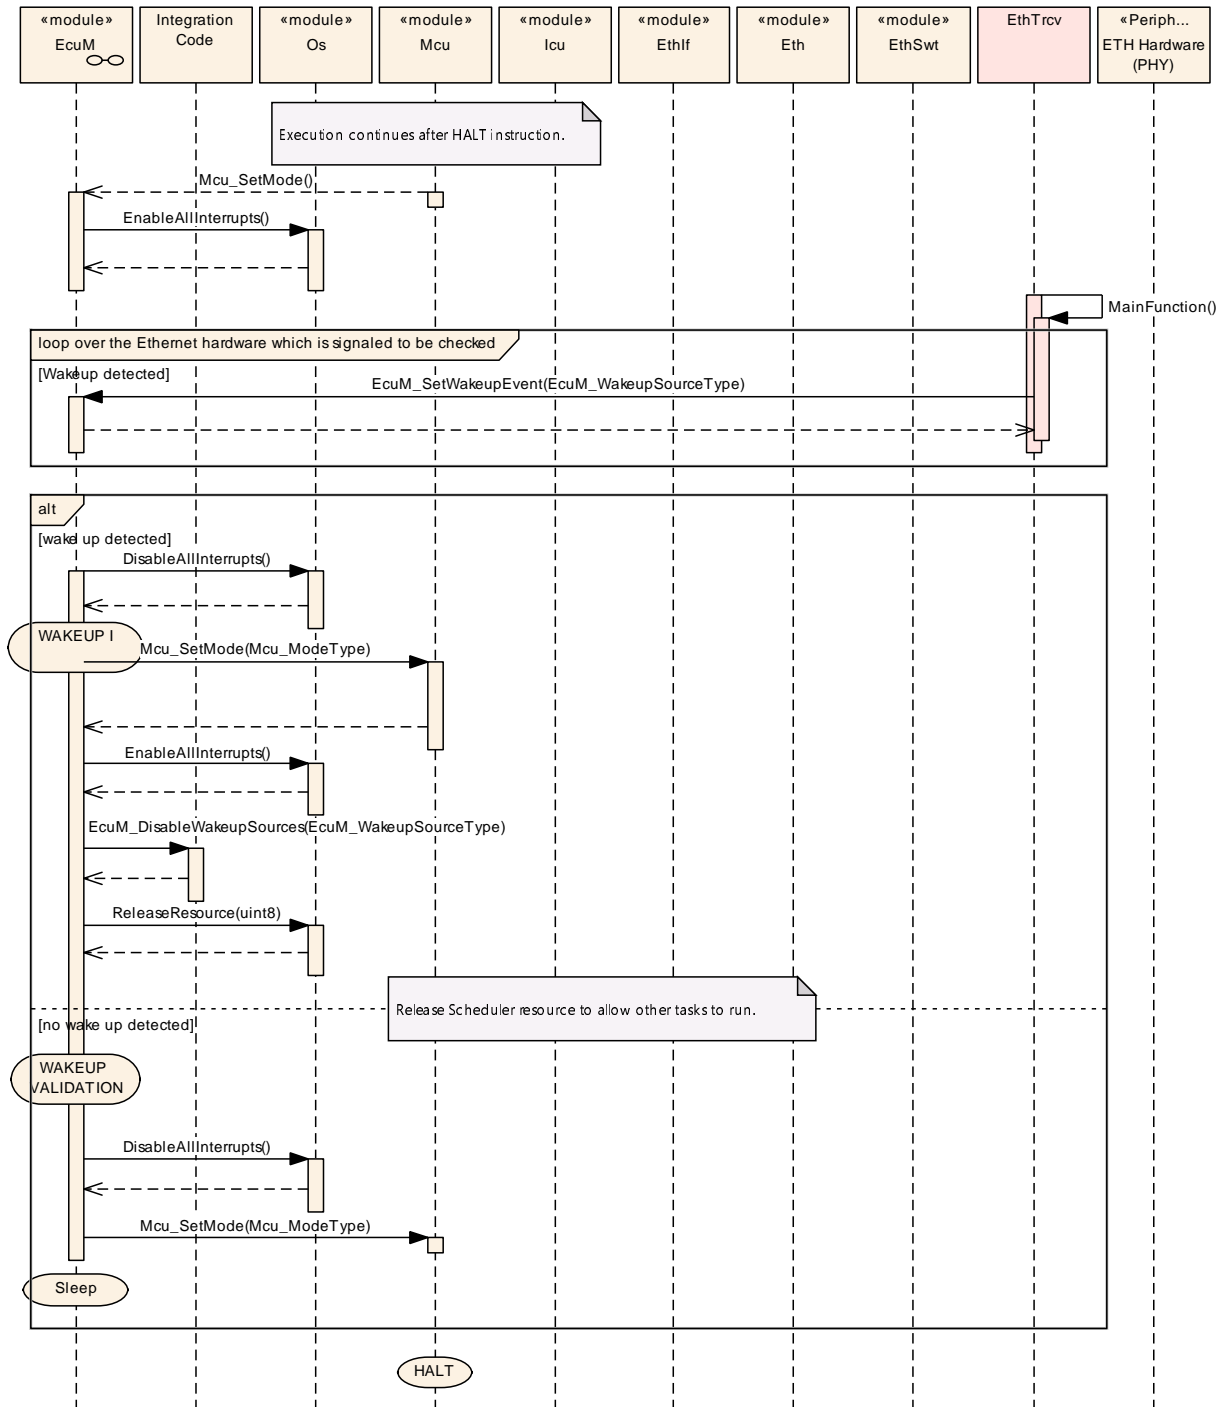 «module»
EcuM
Integration
Code
«module»
Os
«module»
Mcu
«module»
Icu
«module»
EthIf
«module»
Eth
«module»
EthSwt
EthTrcv
«Periph...
ETH Hardware
(PHY)
Execution continues after HALT instruction.
Mcu_SetMode()
EnableAllInterrupts()
MainFunction()
loop over the Ethernet hardware which is signaled to be checked
[Wakeup detected]
EcuM_SetWakeupEvent(EcuM_WakeupSourceType)
alt
[wake up detected]
DisableAllInterrupts()
WAKEUP I
Mcu_SetMode(Mcu_ModeType)
EnableAllInterrupts()
EcuM_DisableWakeupSources(EcuM_WakeupSourceType)
ReleaseResource(uint8)
Release Scheduler resource to allow other tasks to run.
[no wake up detected]
WAKEUP
VALIDATION
DisableAllInterrupts()
Mcu_SetMode(Mcu_ModeType)
Sleep
HALT